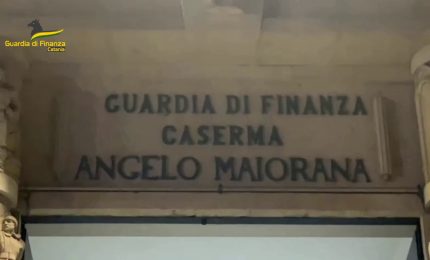 Guardia di Finanza
Catania
GUARDIA DI FINANZA
CASERMA
ANGELO MAIORANA